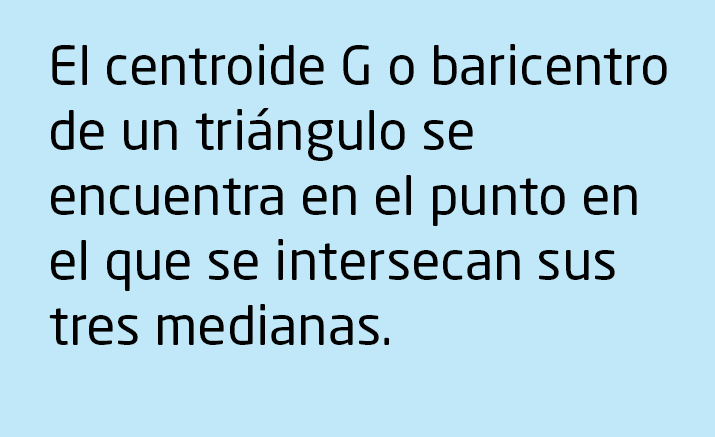 El centroide G o baricentro
de un triángulo se
encuentra en el punto en
el que se intersecan sus
tres medianas.